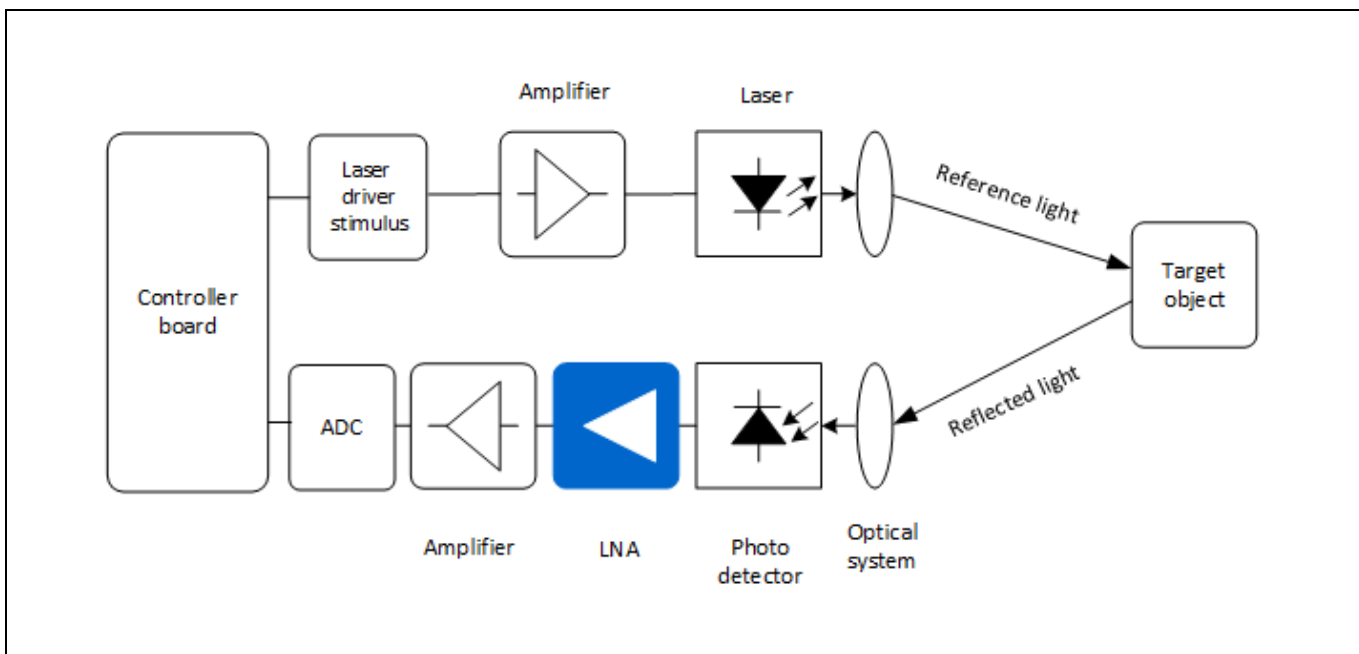 Amplifier
Laser
Laser
driver
stimulus
Reference light
Controller
board
Target
object
ADC
Reflected light
Amplifier
LNA
Photo
detector
Optical
system